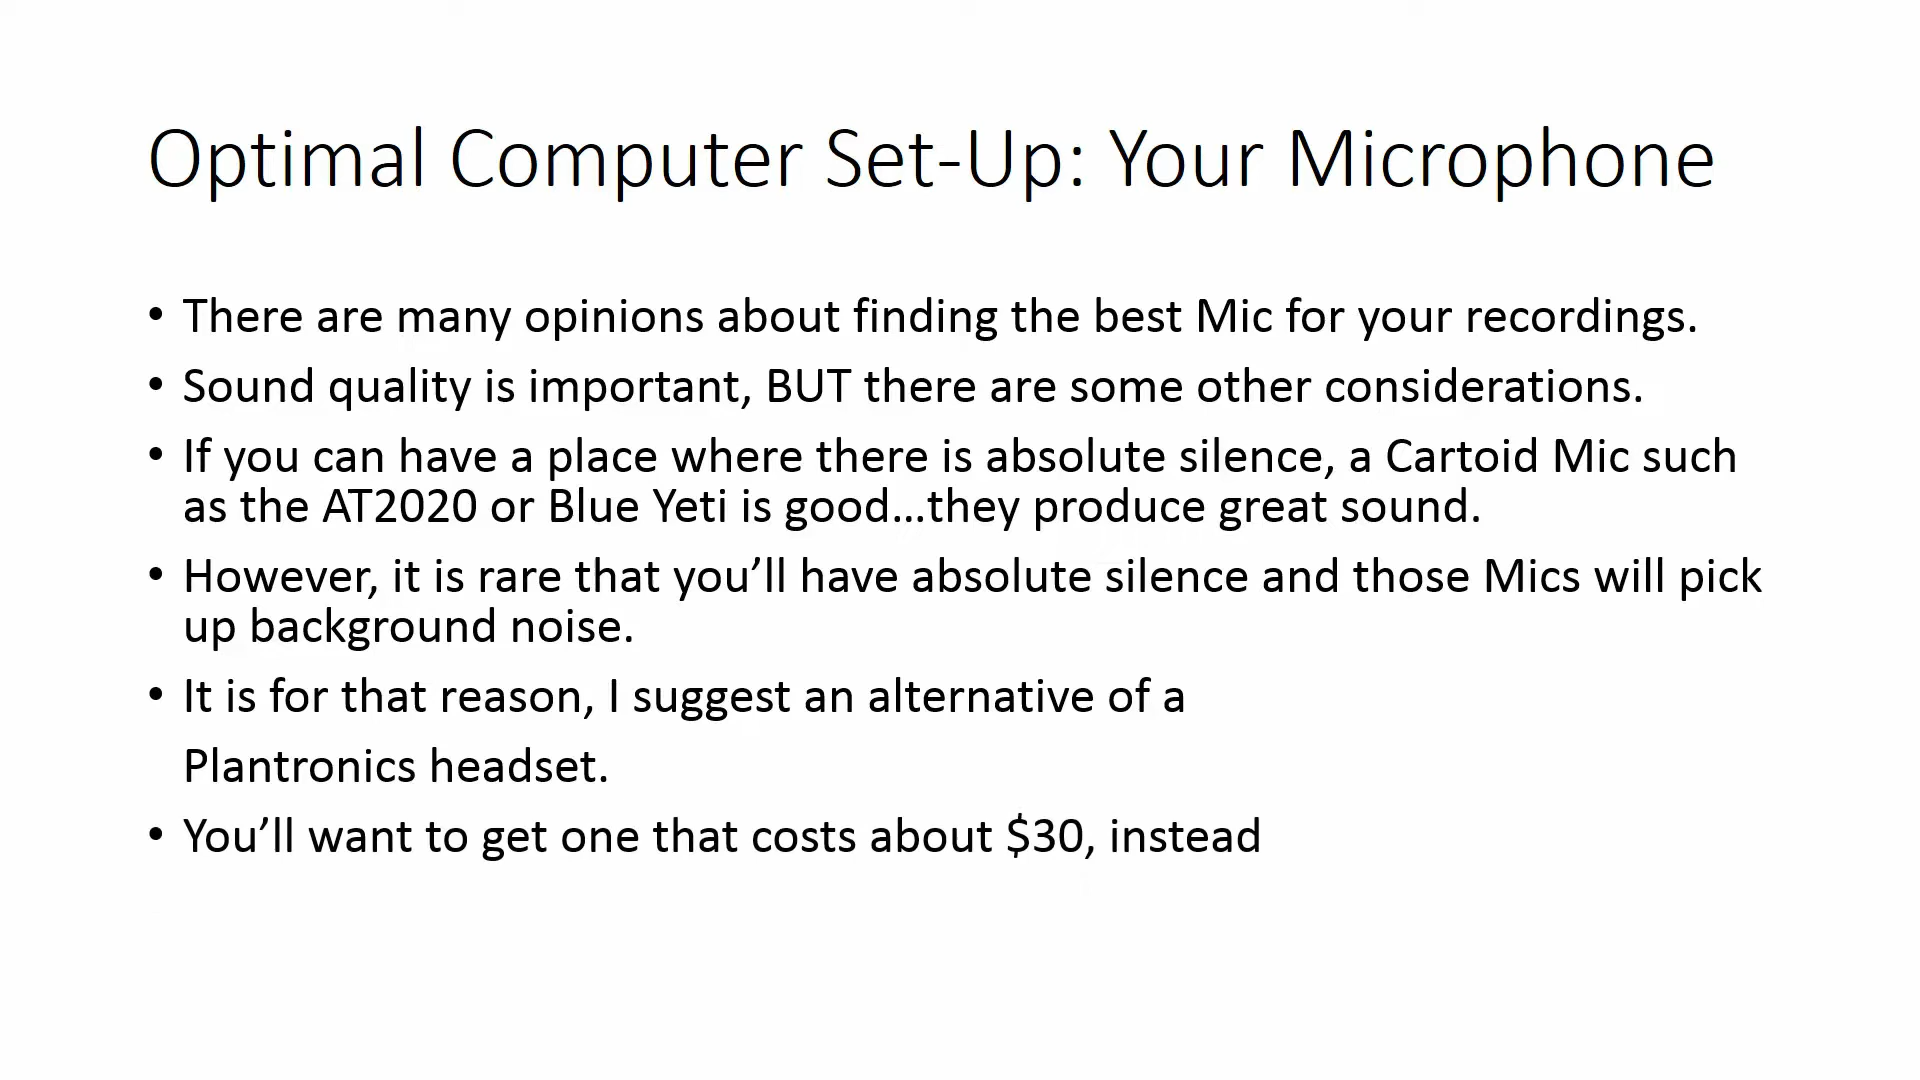 Optimal Computer Set-Up: Your Microphone
• There are many opinions about finding the best Mic for your recordings.
• Sound quality is important, BUT there are some other considerations.
• If you can have a place where there is absolute silence, a Cartoid Mic such
as the AT2020 or Blue Yeti is good…they produce great sound.
• However, it is rare that you’ll have absolute silence and those Mics will pick
up background noise.
• It is for that reason, I suggest an alternative of a
Plantronics headset.
• You’ll want to get one that costs about $30, instead